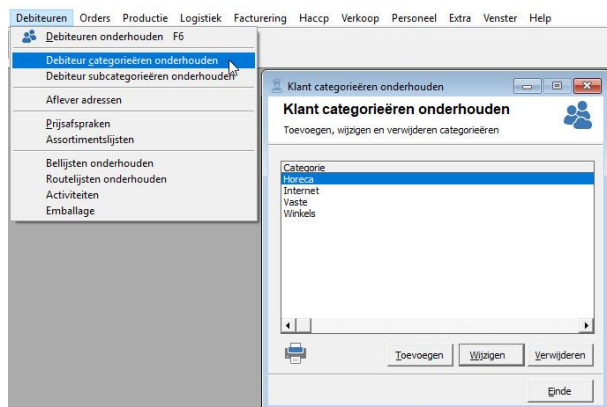 Debiteuren Orders Productie Logistiek Facturering Haccp Verkoop Personeel Extra Venster Help
Debiteuren onderhouden F6
Debiteur categorieëren onderhouden
Debiteur subcategorieëren onderhouden
Aflever adressen
Prijsafspraken
Assortimentslijsten
Bellijsten onderhouden
Routelijsten onderhouden
Activiteiten
Emballage
Klant categorieëren onderhouden
Klant categorieëren onderhouden
Toevoegen, wijzigen en verwijderen categorieëren
Categorie
Horeca
Internet
Vaste
Winkels
Toevoegen Wijzigen Verwijderen
Einde